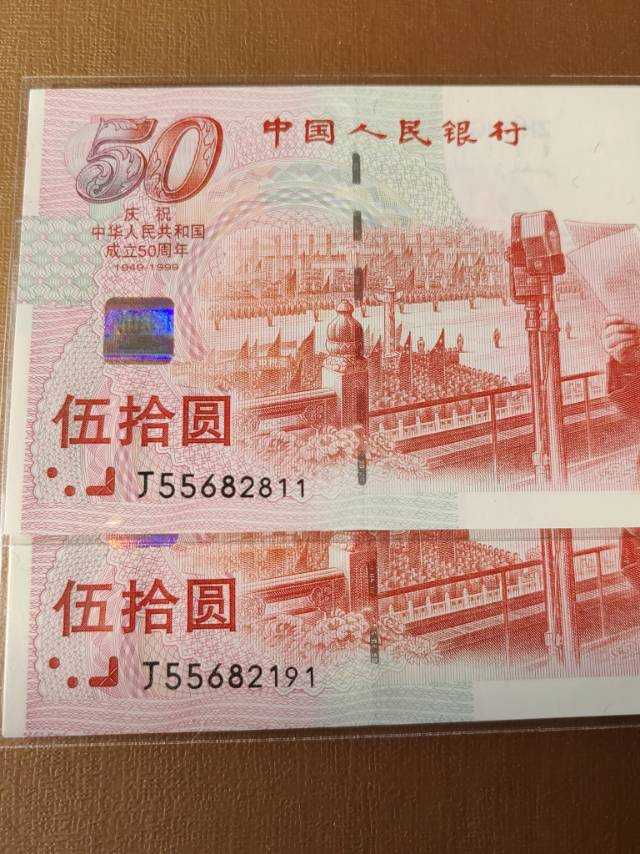 50
中国人民银行
庆祝
中华人民共和国
成立50周年
1949-1999
伍拾圆
J55682811
伍拾圆
J55682191